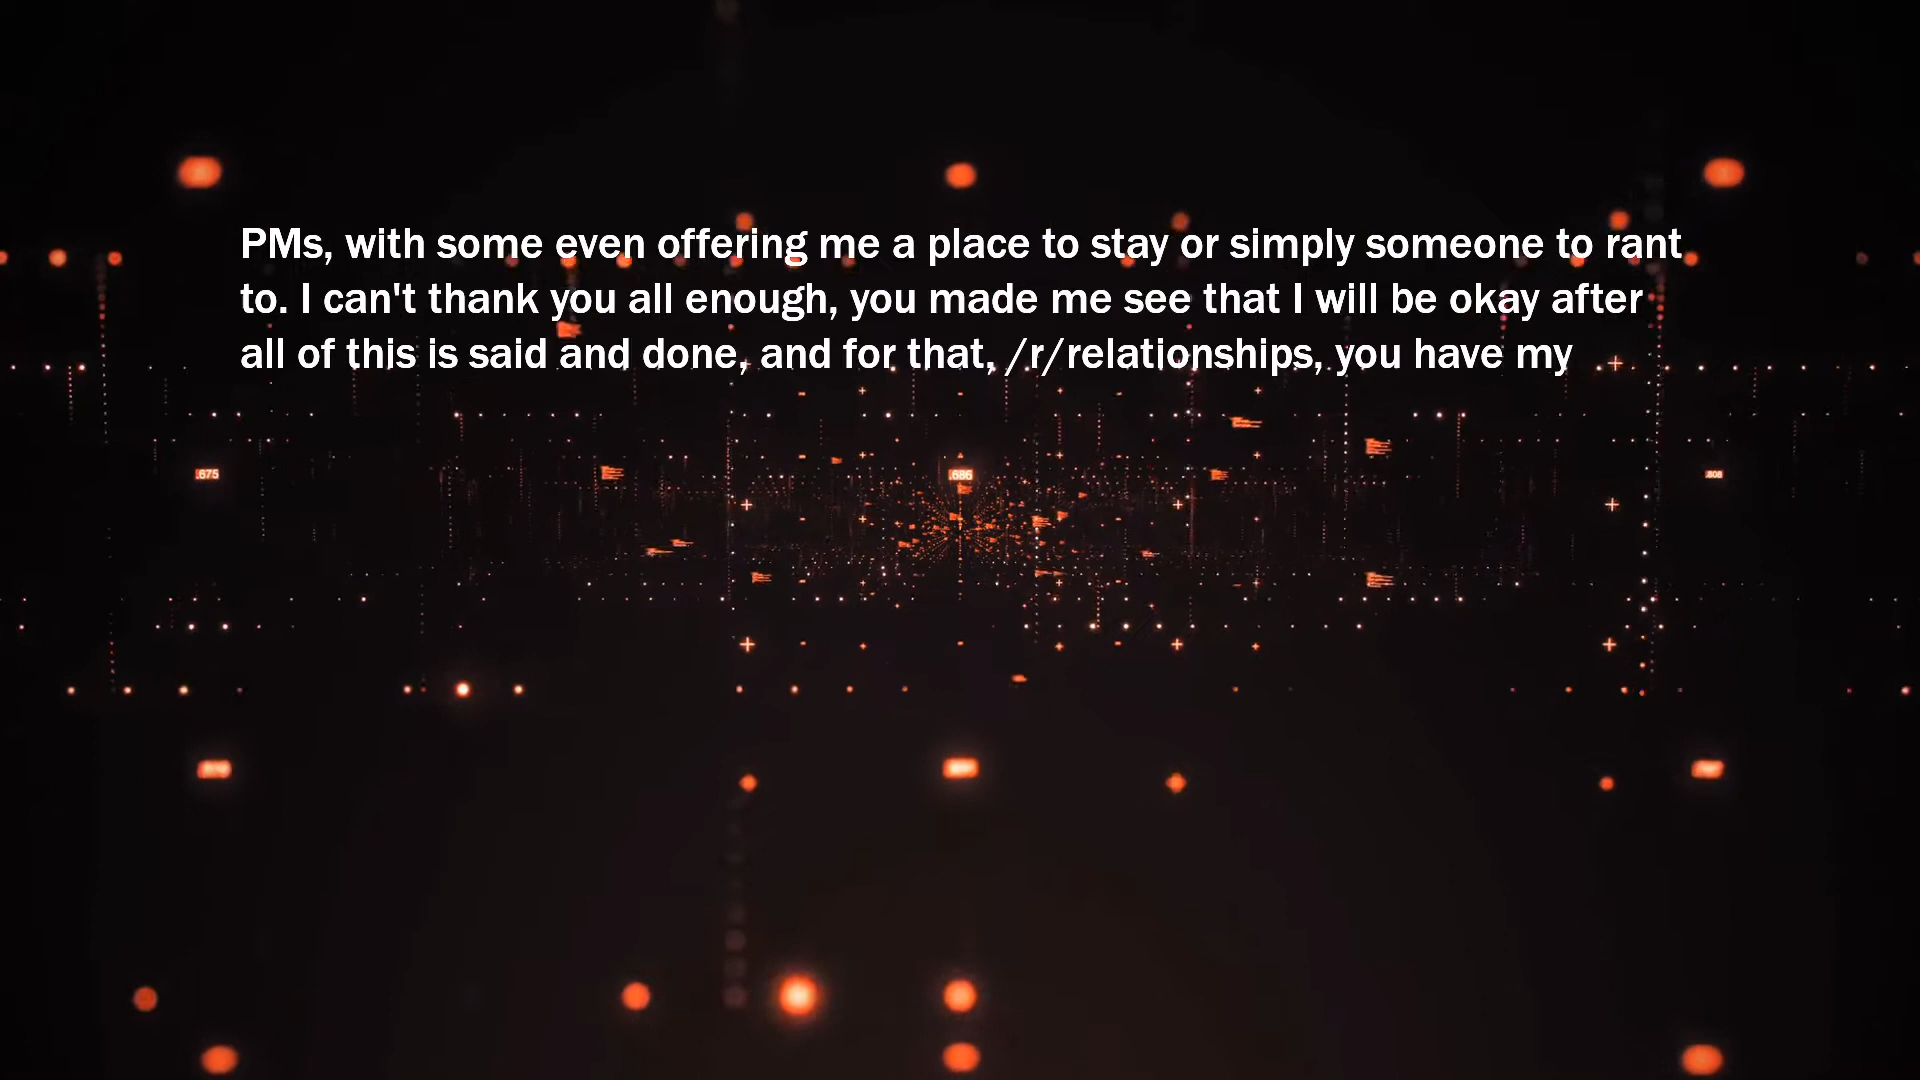 PMs, with some even offering me a place to stay or simply someone to rant
to. I can't thank you all enough, you made me see that I will be okay after
all of this is said and done, and for that, /r/relationships, you have my
.675
.686